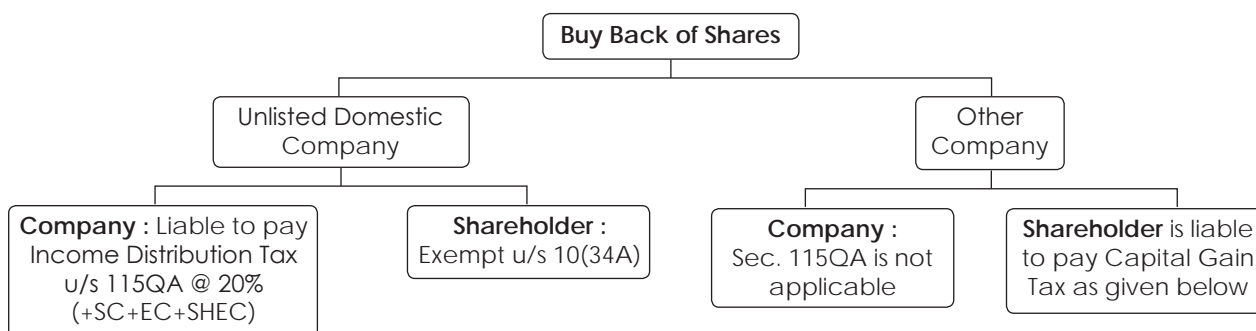 Buy Back of Shares
Unlisted Domestic
Company
Other
Company
Company : Liable to pay
Income Distribution Tax
u/s 115QA @ 20%
(+SC+EC+SHEC)
Shareholder :
Exempt u/s 10(34A)
Company :
Sec. 115QA is not
applicable
Shareholder is liable
to pay Capital Gain
Tax as given below